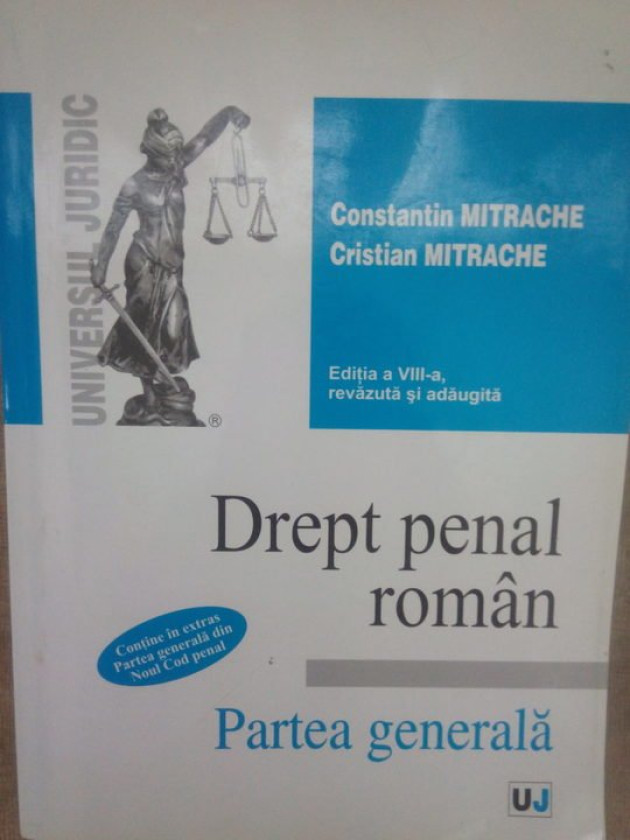 UNIVERSUL JURIDIC
®
Constantin MITRACHE
Cristian MITRACHE
Ediția a VIII-a,
revăzută şi adăugită
Drept penal
român
Conține în extras
Partea generală din
Noul Cod penal
Partea generală
UJ